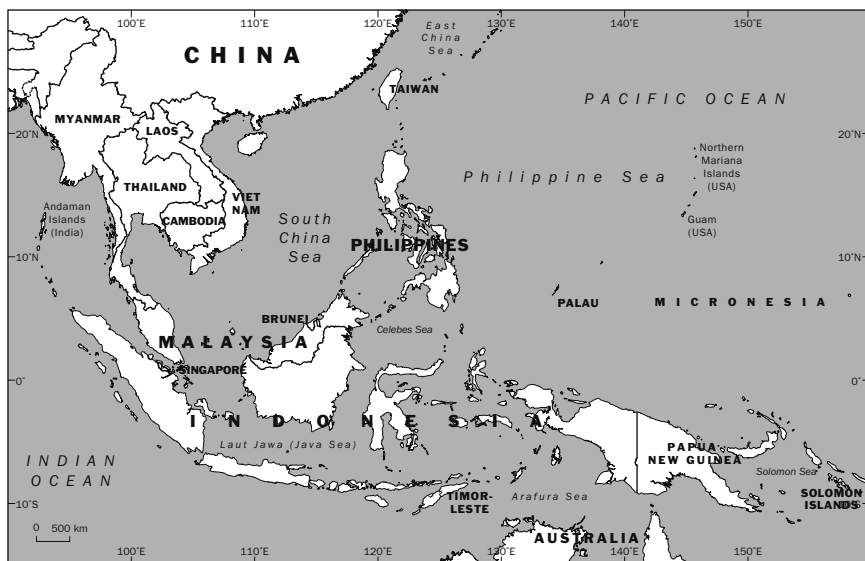 100°E
110°E
120°E
130°E
140°E
150°E
East
China
Sea
CHINA
TAIWAN
PACIFIC OCEAN
MYANMAR
LAOS
20°N
20°N
Northern
Mariana
Islands
(USA)
Philippine Sea
THAILAND
VIET
NAM
Andaman
Islands
(India)
CAMBODIA
South
China
Sea
Guam
(USA)
PHILIPPINES
10°N
10°N
PALAU
MICRONESIA
BRUNEI
Celebes Sea
MALAYSIA
SINGAPORE
0°
0°
INDONESIA
Laut Jawa (Java Sea)
PAPUA
NEW GUINEA
INDIAN
OCEAN
Solomon Sea
TIMOR-
LESTE
Arafura Sea
SOLOMON
ISLANDS
10°S
0 500 km
AUSTRALIA
100°E
110°E
120°E
130°E
140°E
150°E